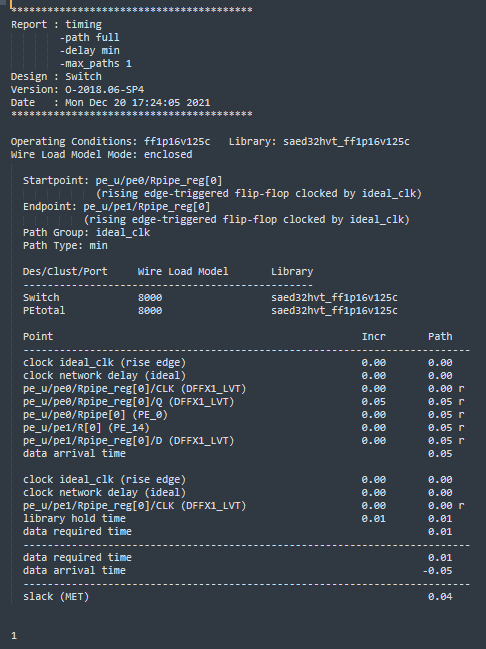 ****************************************
Report : timing
        -path full
        -delay min
        -max_paths 1
Design : Switch
Version: O-2018.06-SP4
Date   : Mon Dec 20 17:24:05 2021
****************************************

Operating Conditions: ff1p16v125c   Library: saed32hvt_ff1p16v125c
Wire Load Model Mode: enclosed

  Startpoint: pe_u/pe0/Rpipe_reg[0]
              (rising edge-triggered flip-flop clocked by ideal_clk)
  Endpoint: pe_u/pe1/Rpipe_reg[0]
            (rising edge-triggered flip-flop clocked by ideal_clk)
  Path Group: ideal_clk
  Path Type: min

  Des/Clust/Port     Wire Load Model       Library
  ------------------------------------------------
  Switch             8000                  saed32hvt_ff1p16v125c
  PEtotal            8000                  saed32hvt_ff1p16v125c

  Point                                                   Incr       Path
  --------------------------------------------------------------------------
  clock ideal_clk (rise edge)                             0.00       0.00
  clock network delay (ideal)                             0.00       0.00
  pe_u/pe0/Rpipe_reg[0]/CLK (DFFX1_LVT)                   0.00       0.00 r
  pe_u/pe0/Rpipe_reg[0]/Q (DFFX1_LVT)                     0.05       0.05 r
  pe_u/pe0/Rpipe[0] (PE_0)                                0.00       0.05 r
  pe_u/pe1/R[0] (PE_14)                                   0.00       0.05 r
  pe_u/pe1/Rpipe_reg[0]/D (DFFX1_LVT)                     0.00       0.05 r
  data arrival time                                                  0.05

  clock ideal_clk (rise edge)                             0.00       0.00
  clock network delay (ideal)                             0.00       0.00
  pe_u/pe1/Rpipe_reg[0]/CLK (DFFX1_LVT)                   0.00       0.00 r
  library hold time                                       0.01       0.01
  data required time                                                 0.01
  --------------------------------------------------------------------------
  data required time                                                 0.01
  data arrival time                                                 -0.05
  --------------------------------------------------------------------------
  slack (MET)                                                        0.04


1